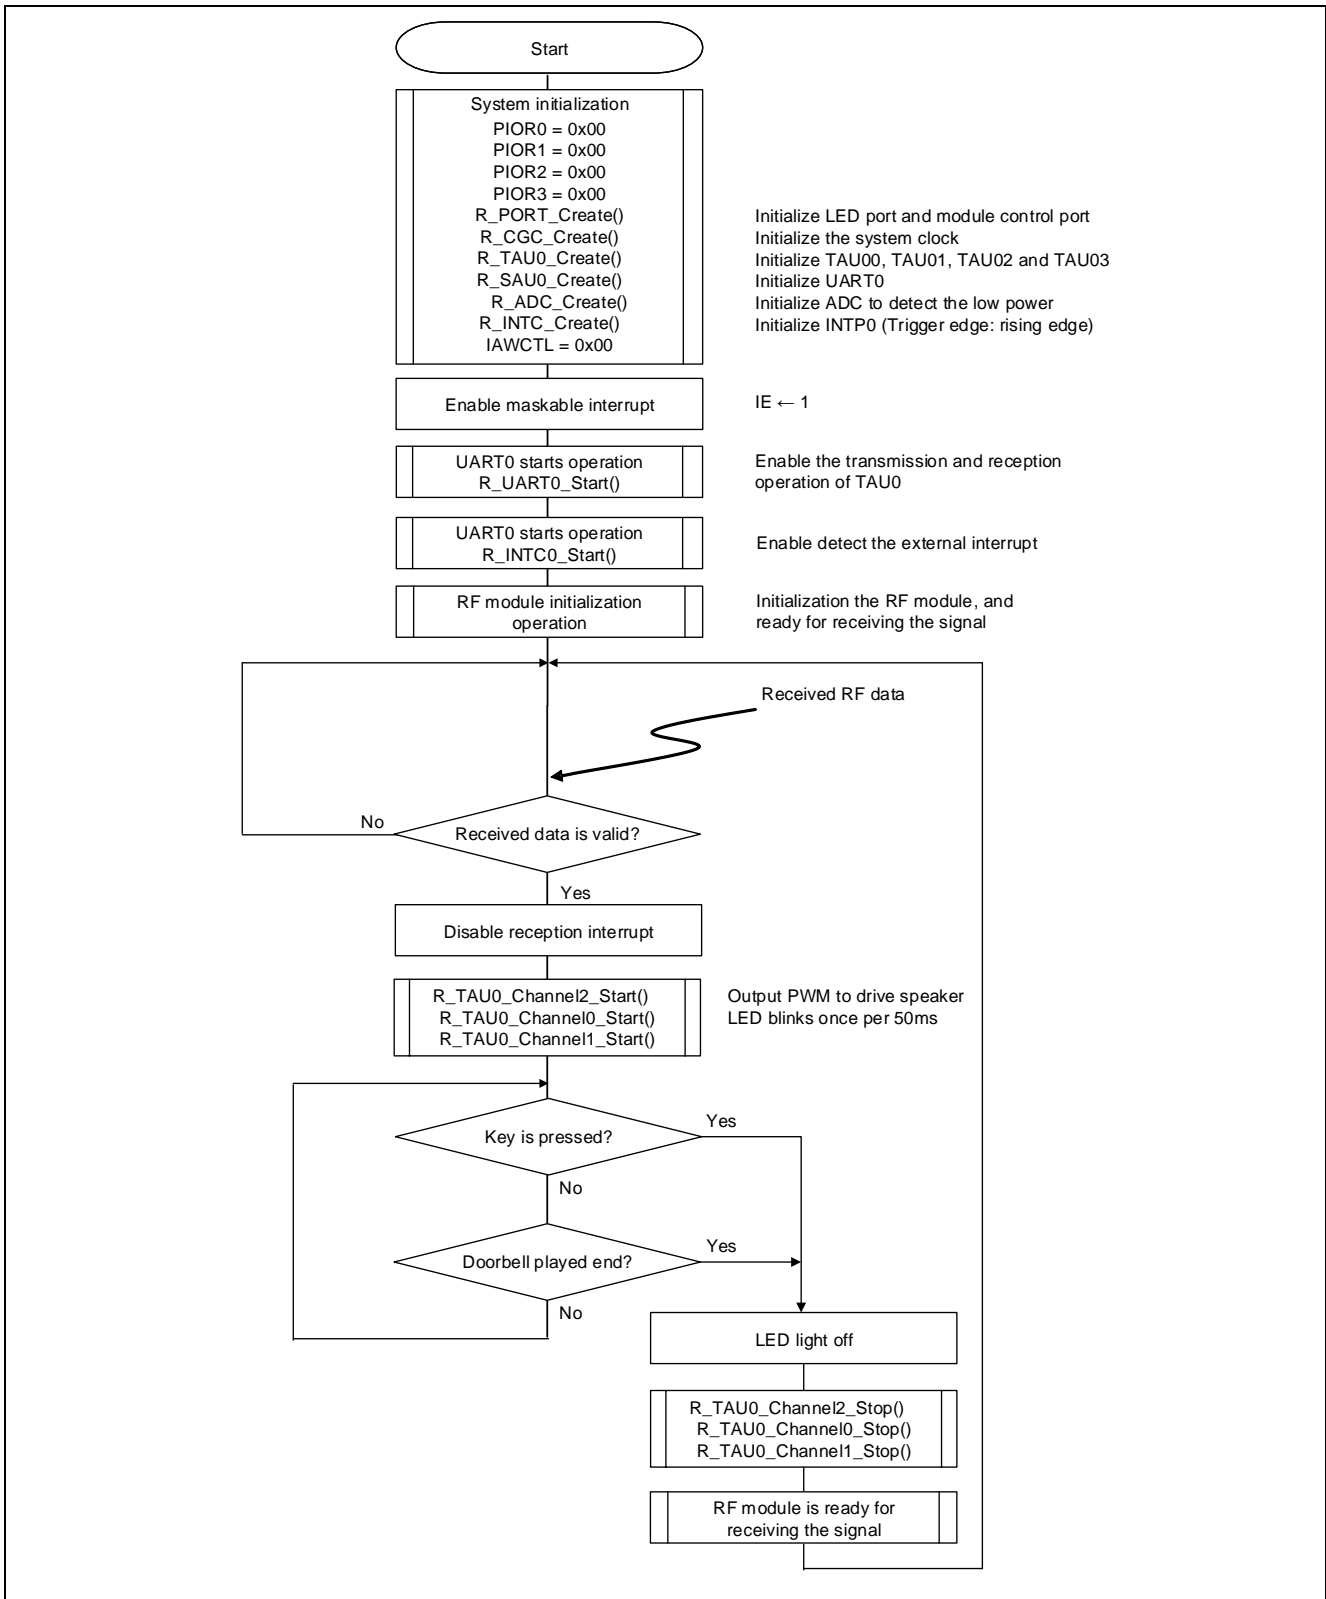 Start
System initialization
PIOR0 = 0x00
PIOR1 = 0x00
PIOR2 = 0x00
PIOR3 = 0x00
R_PORT_Create()
Initialize LED port and module control port
R_CGC_Create()
Initialize the system clock
R_TAU0_Create()
Initialize TAU00, TAU01, TAU02 and TAU03
R_SAU0_Create()
Initialize UART0
R_ADC_Create()
Initialize ADC to detect the low power
R_INTC_Create()
Initialize INTP0 (Trigger edge: rising edge)
IAWCTL = 0x00
Enable maskable interrupt
IE ← 1
UART0 starts operation
R_UART0_Start()
Enable the transmission and reception
operation of TAU0
UART0 starts operation
R_INTC0_Start()
Enable detect the external interrupt
RF module initialization
operation
Initialization the RF module, and
ready for receiving the signal
Received RF data
No
Received data is valid?
Yes
Disable reception interrupt
R_TAU0_Channel2_Start()
R_TAU0_Channel0_Start()
R_TAU0_Channel1_Start()
Output PWM to drive speaker
LED blinks once per 50ms
Key is pressed?
Yes
No
Doorbell played end?
Yes
No
LED light off
R_TAU0_Channel2_Stop()
R_TAU0_Channel0_Stop()
R_TAU0_Channel1_Stop()
RF module is ready for
receiving the signal